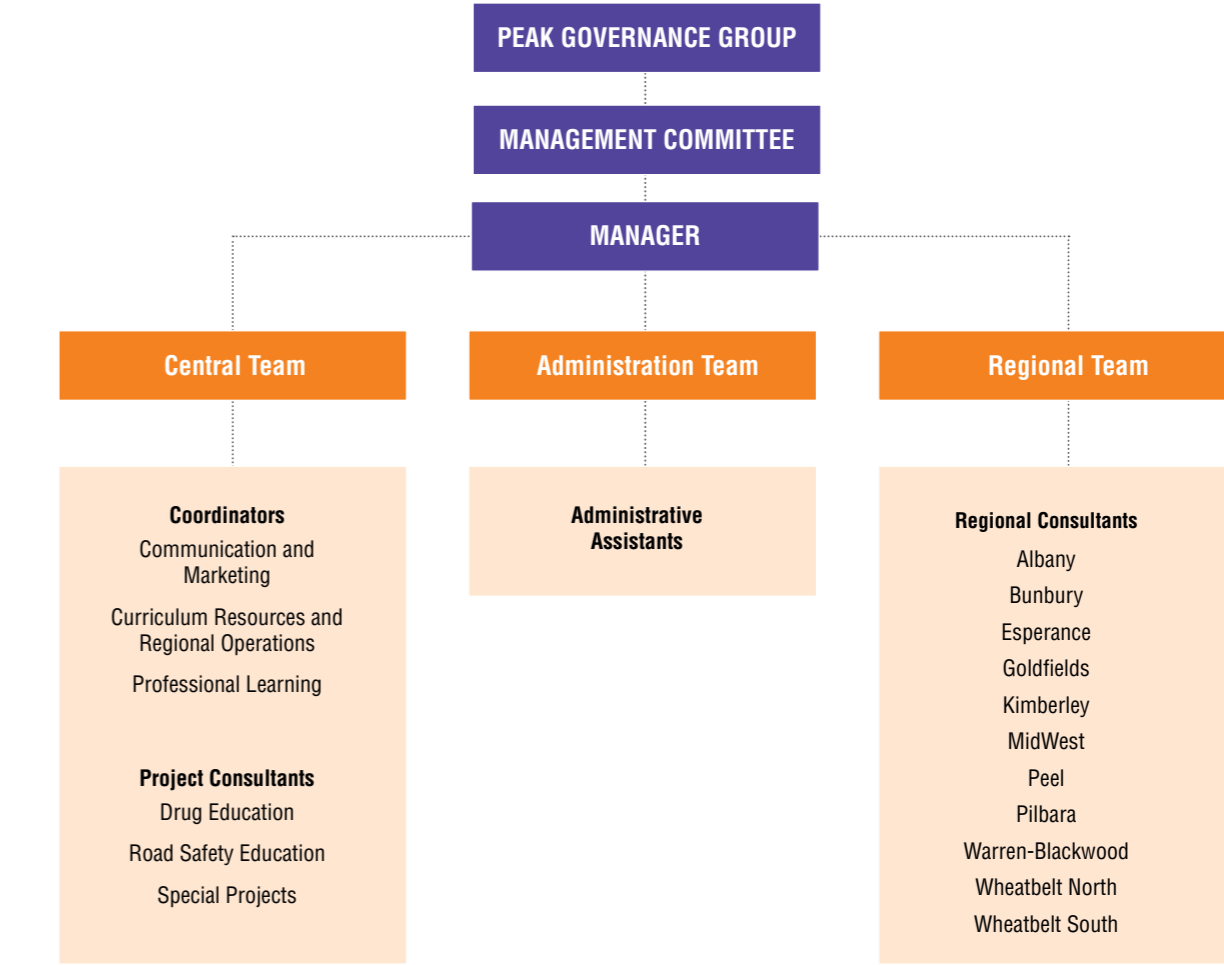 PEAK GOVERNANCE GROUP
MANAGEMENT COMMITTEE
MANAGER
Central Team
Administration Team
Regional Team
Coordinators
Communication and
Marketing
Curriculum Resources and
Regional Operations
Professional Learning
Project Consultants
Drug Education
Road Safety Education
Special Projects
Administrative
Assistants
Regional Consultants
Albany
Bunbury
Esperance
Goldfields
Kimberley
MidWest
Peel
Pilbara
Warren-Blackwood
Wheatbelt North
Wheatbelt South